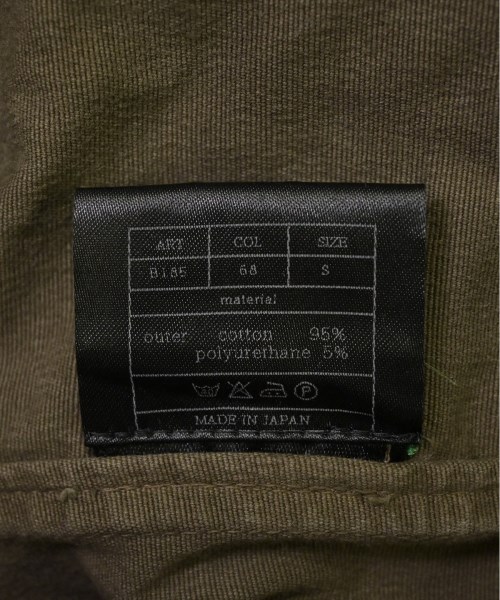 ART COL SIZE
B185 68 S
material
outer cotton 95%
polyurethane 5%
P
MADE IN JAPAN